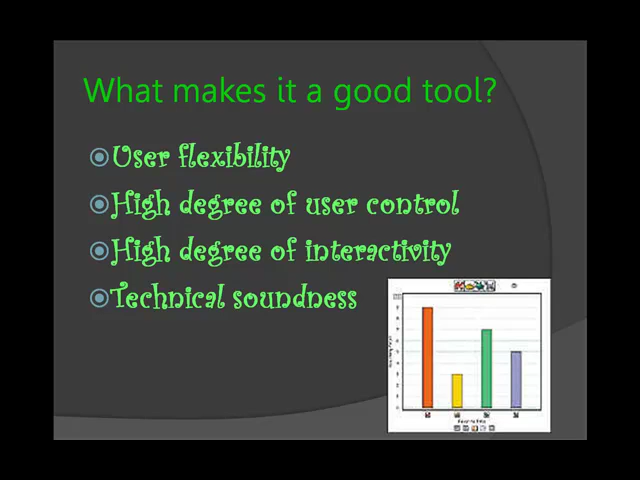 What makes it a good tool?
User flexibility
High degree of user control
High degree of interactivity
Technical soundness